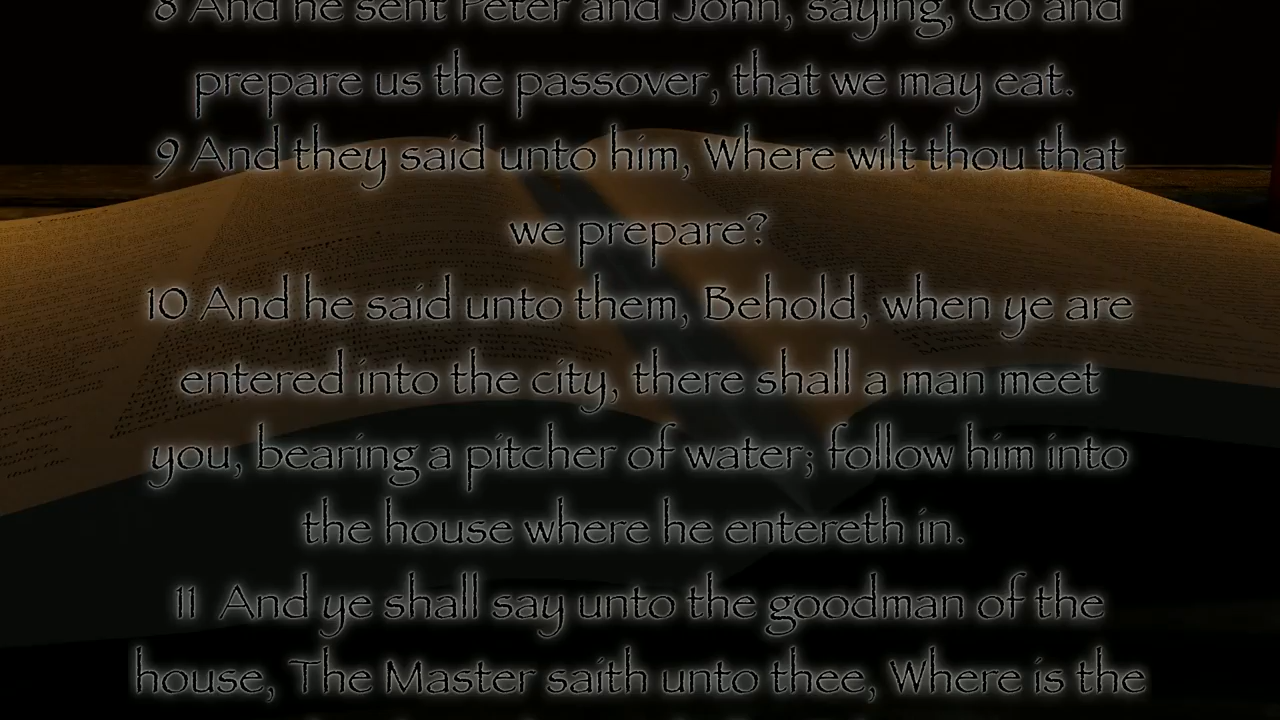 8 And he sent Peter and John, saying, Go and
prepare us the passover, that we may eat.
9 And they said unto him, Where wilt thou that
we prepare?
10 And he said unto them, Behold, when ye are
entered into the city, there shall a man meet
you, bearing a pitcher of water; follow him into
the house where he entereth in.
11 And ye shall say unto the goodman of the
house, The Master saith unto thee, Where is the